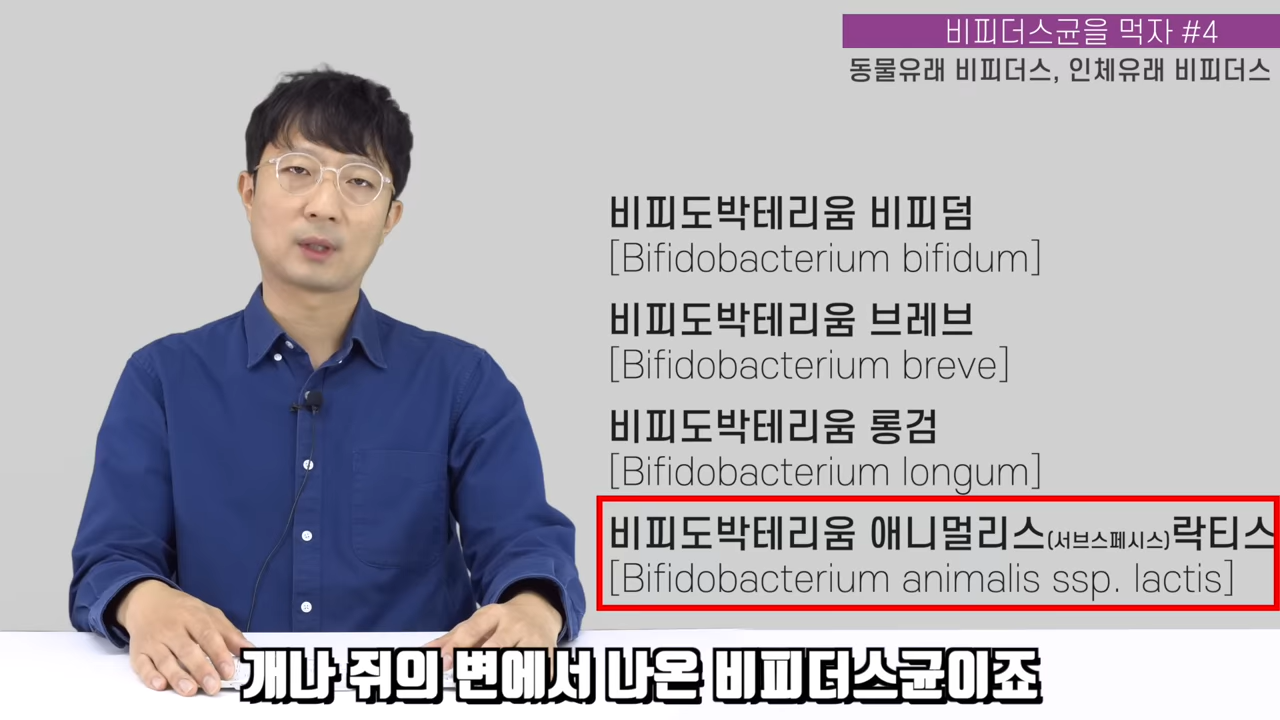 비피더스균을 먹자 #4
동물유래 비피더스, 인체유래 비피더스
비피도박테리움 비피덤
[Bifidobacterium bifidum]
비피도박테리움 브레브
[Bifidobacterium breve]
비피도박테리움 롱검
[Bifidobacterium longum]
비피도박테리움 애니멀리스(서브스페시스)락티스
[Bifidobacterium animalis ssp. lactis]
개나 쥐의 변에서 나온 비피더스균이죠